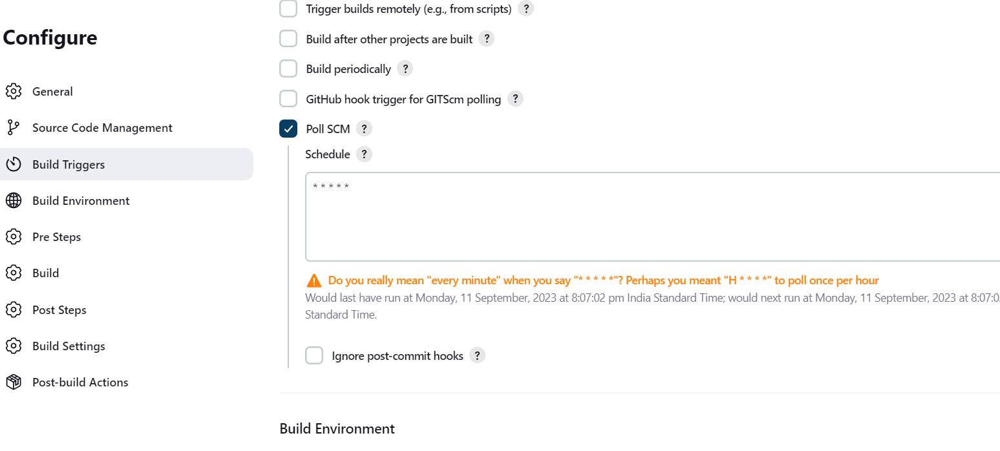 Configure
General
Source Code Management
Build Triggers
Build Environment
Pre Steps
Build
Post Steps
Build Settings
Post-build Actions
Trigger builds remotely (e.g., from scripts) ?
Build after other projects are built ?
Build periodically ?
GitHub hook trigger for GITScm polling ?
Poll SCM ?
Schedule ?
* * * * *
Do you really mean "every minute" when you say "* * * * *"? Perhaps you meant "H * * * *" to poll once per hour
Would last have run at Monday, 11 September, 2023 at 8:07:02 pm India Standard Time; would next run at Monday, 11 September, 2023 at 8:07:0
Standard Time.
Ignore post-commit hooks ?
Build Environment